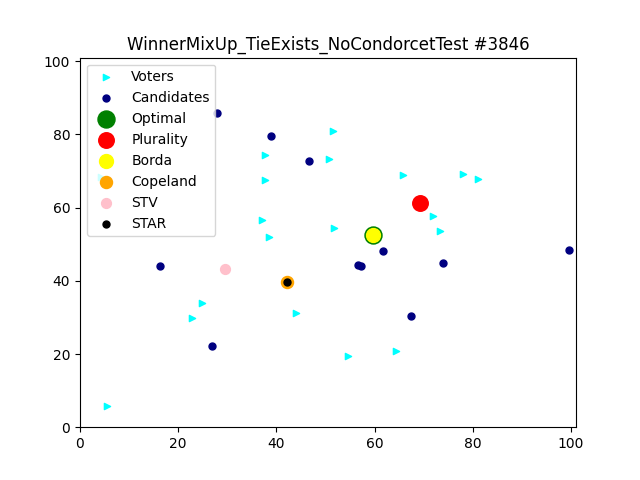 WinnerMixUp_TieExists_NoCondorcetTest #3846
100
80
60
40
20
0
0
20
40
60
80
100
Voters
Candidates
Optimal
Plurality
Borda
Copeland
STV
STAR